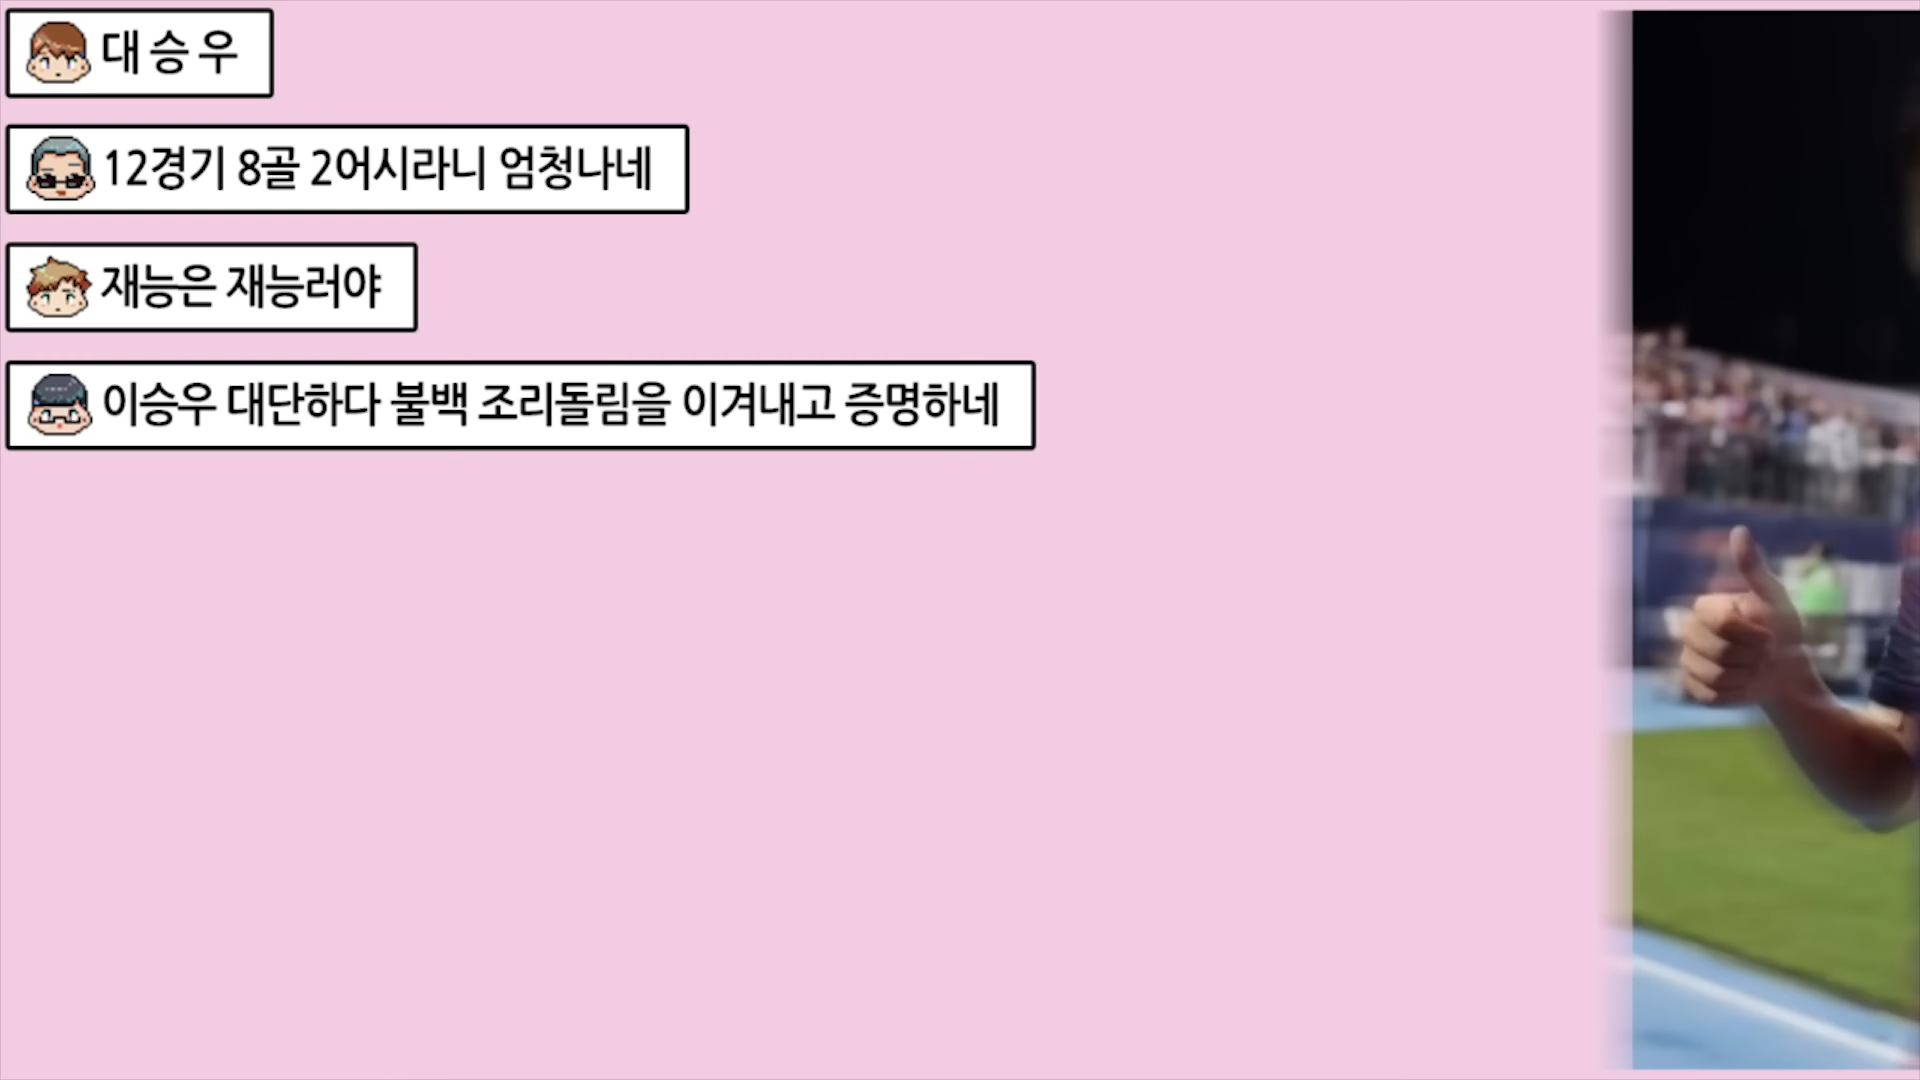 대 승 우
12경기 8골 2어시라니 엄청나네
재능은 재능러야
이승우 대단하다 불백 조리돌림을 이겨내고 증명하네